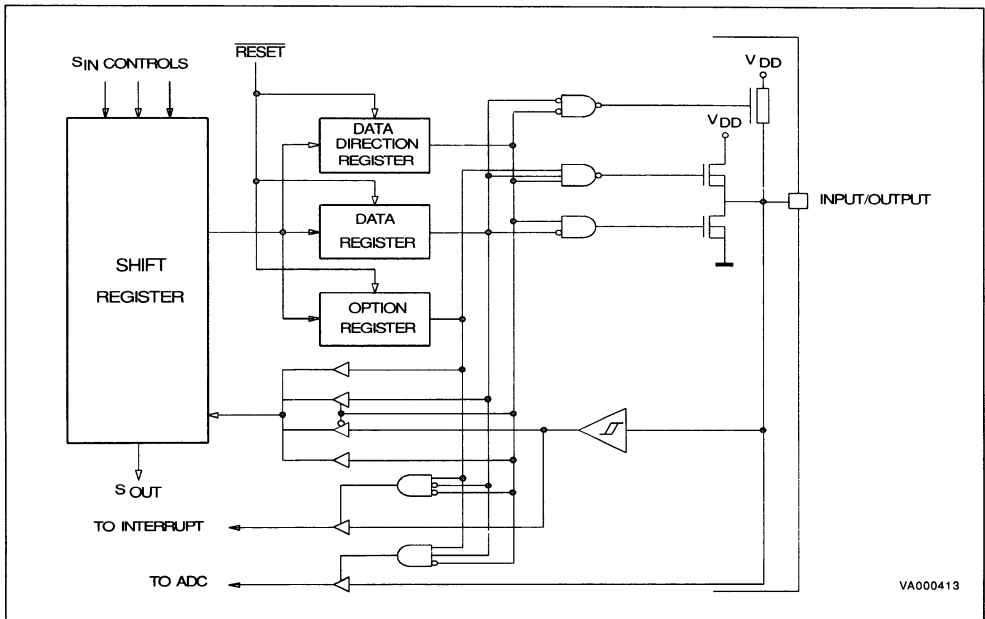 RESET
SIN CONTROLS
VDD
DATA
DIRECTION
REGISTER
VDD
INPUT/OUTPUT
DATA
REGISTER
SHIFT
REGISTER
OPTION
REGISTER
SOUT
TO INTERRUPT
TO ADC
VA000413